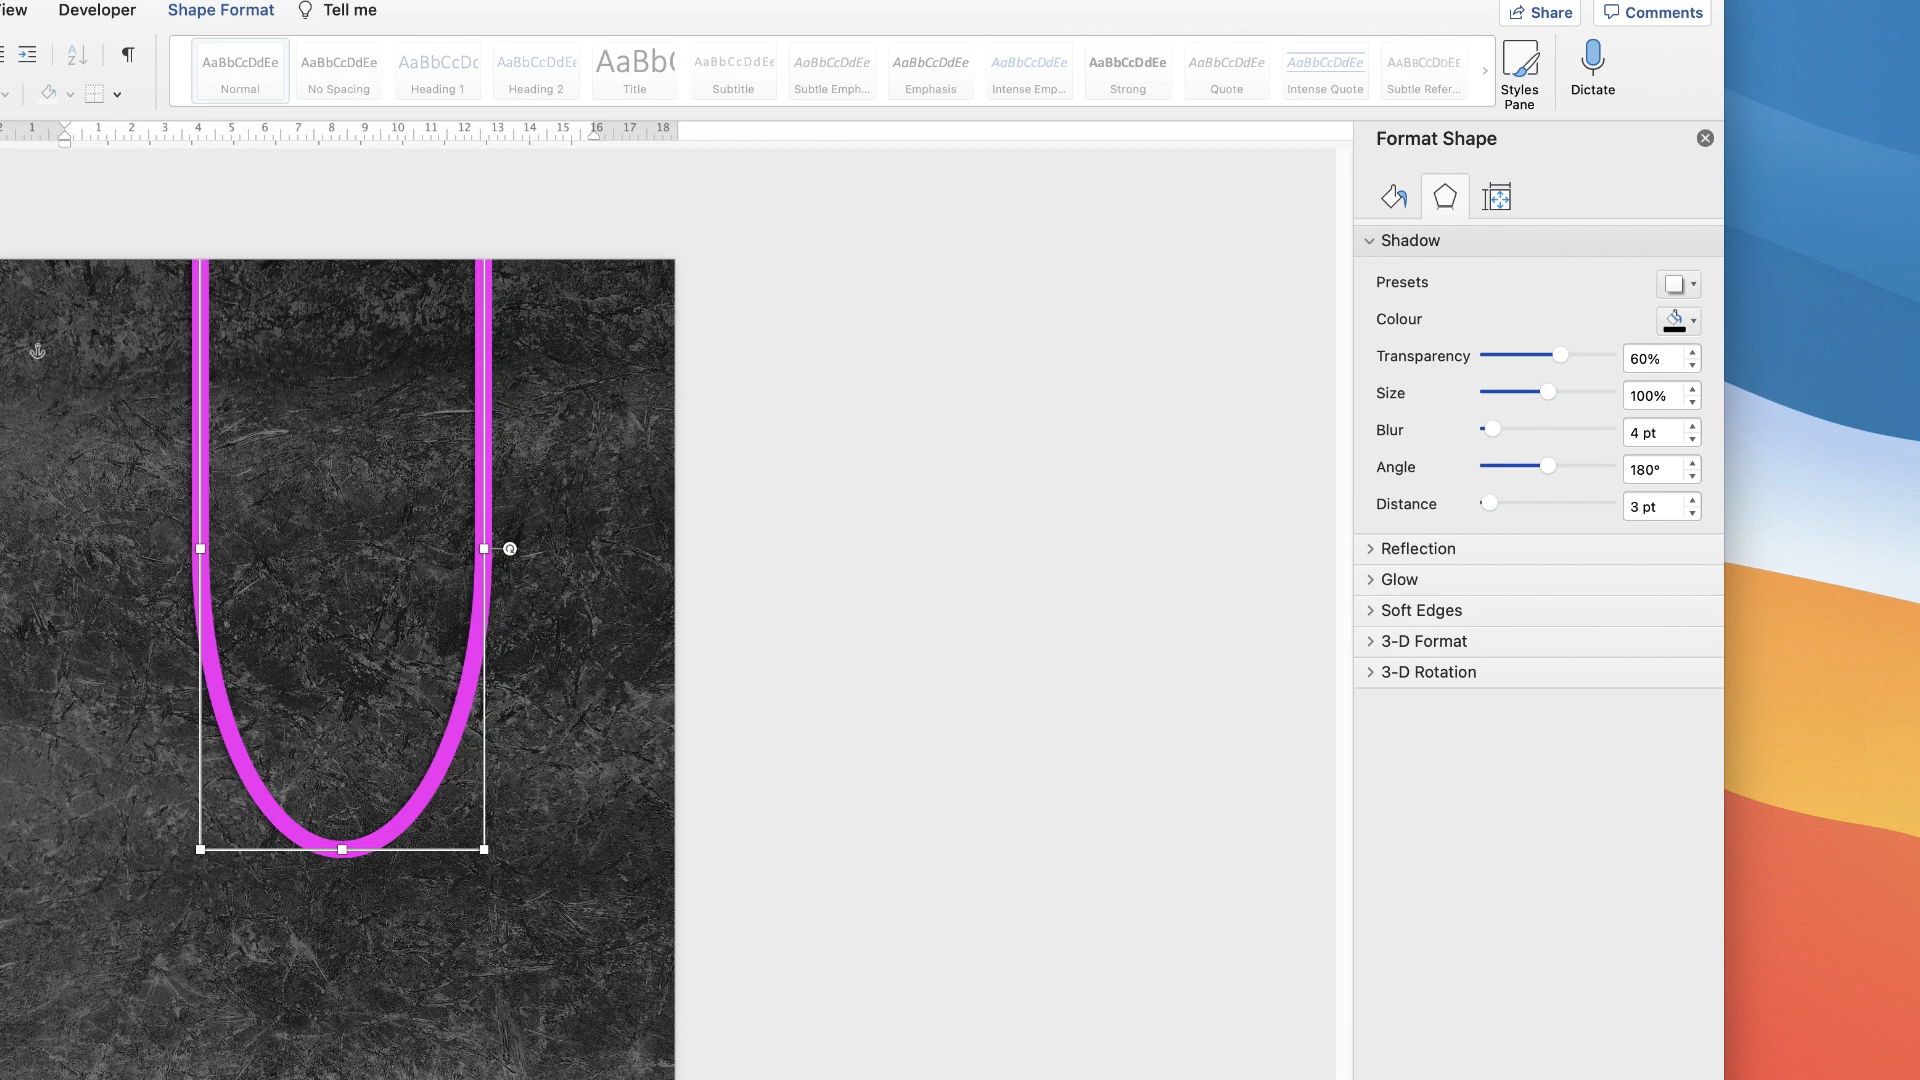 View Developer Shape Format Tell me Share Comments
AaBbCcDdEe AaBbCcDdEe AaBbCcDc AaBbCcDdEe AaBb( AaBbCcDdEe AaBbCcDdEe AaBbCcDdEe AaBbCcDdEe AaBbCcDdEe AaBbCcDdEe AaBbCcDdEe AaBbCcDdEe
Normal No Spacing Heading 1 Heading 2 Title Subtitle Subtle Emph... Emphasis Intense Emp... Strong Quote Intense Quote Subtle Refer...
Styles
Pane
Dictate
2 1 1 2 3 4 5 6 7 8 9 10 11 12 13 14 15 16 17 18
Format Shape
Shadow
Presets
Colour
Transparency 60%
Size 100%
Blur 4 pt
Angle 180°
Distance 3 pt
Reflection
Glow
Soft Edges
3-D Format
3-D Rotation